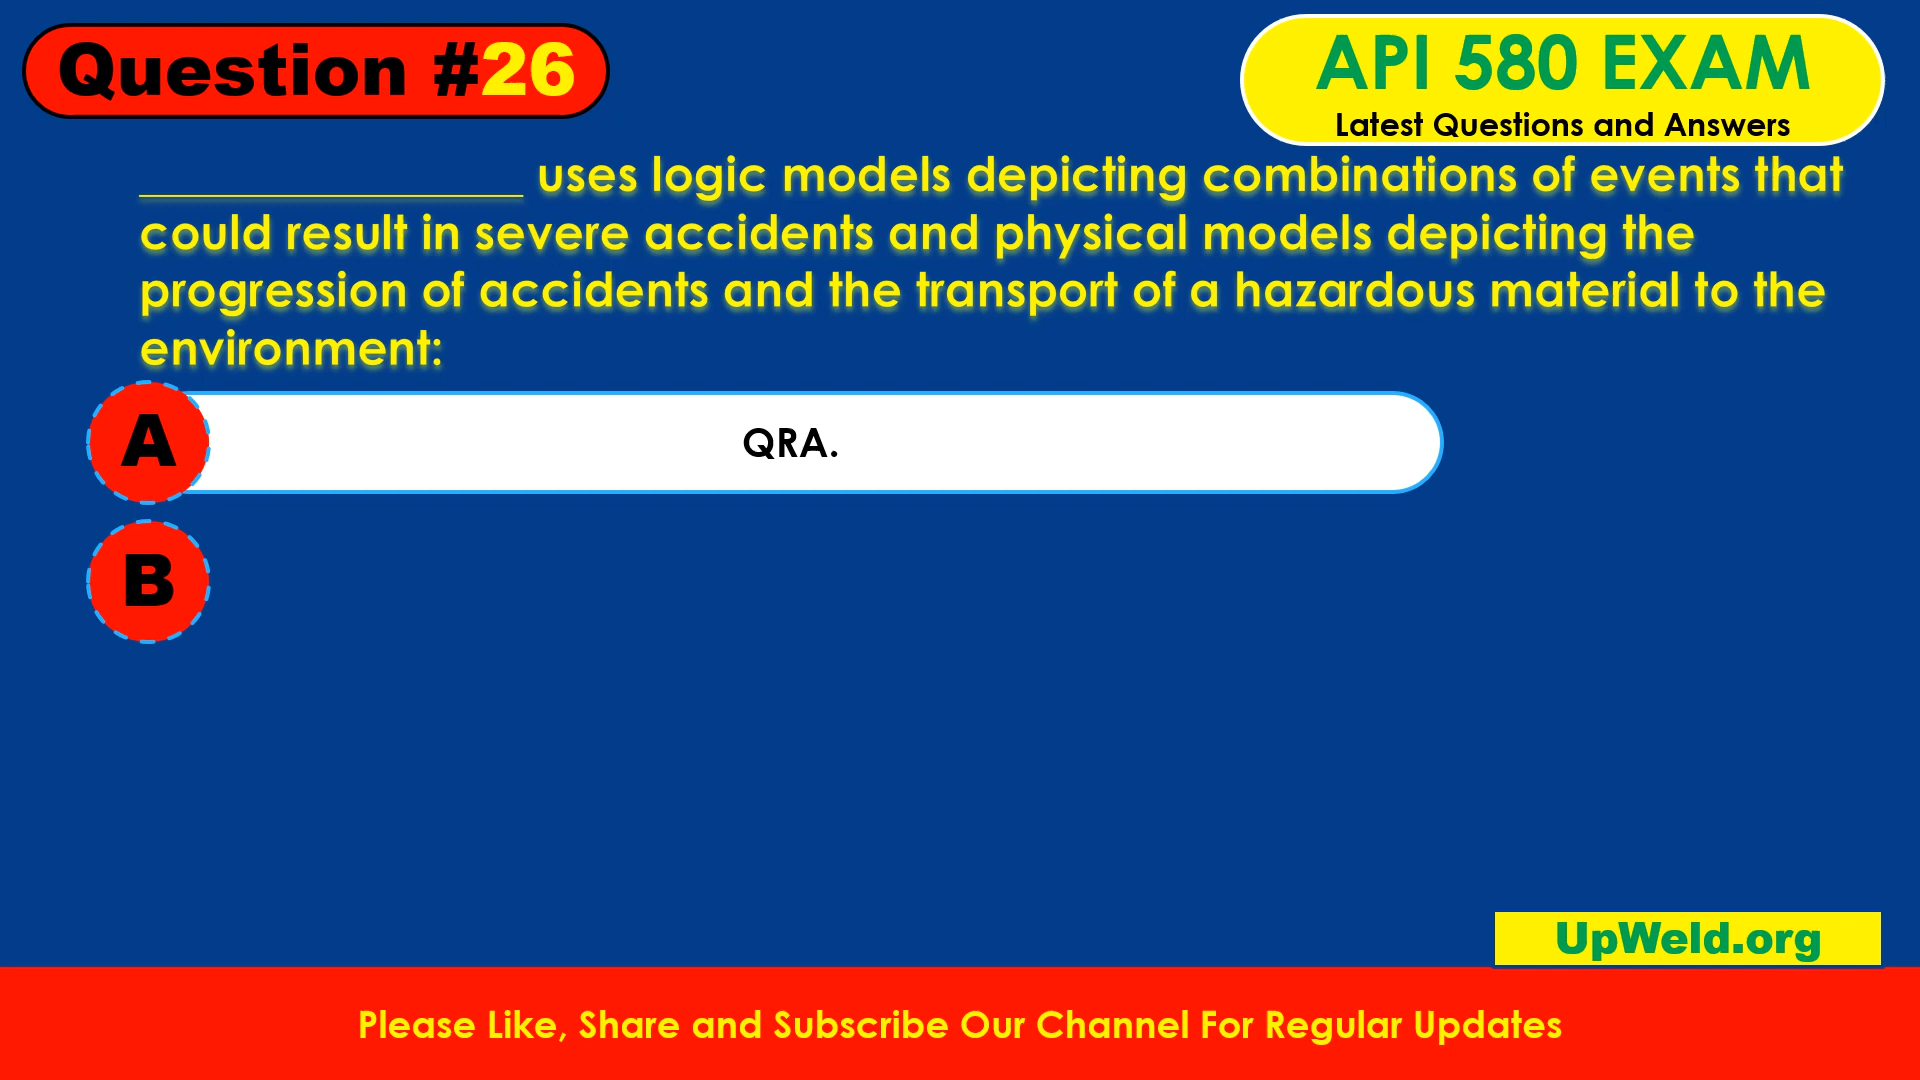 Question #26
API 580 EXAM
Latest Questions and Answers
________________ uses logic models depicting combinations of events that
could result in severe accidents and physical models depicting the
progression of accidents and the transport of a hazardous material to the
environment:
A
QRA.
B
UpWeld.org
Please Like, Share and Subscribe Our Channel For Regular Updates